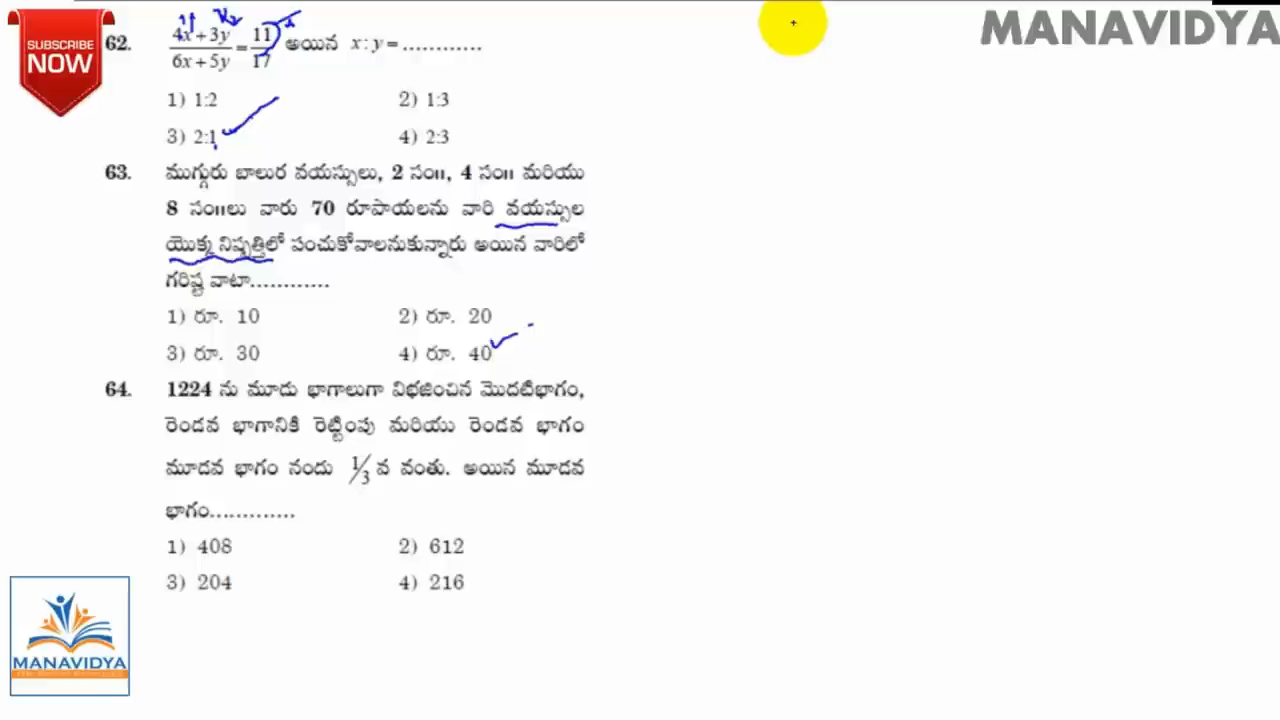 SUBSCRIBE
NOW
MANAVIDYA
62. 4x+3y / 6x+5y = 11/17 అయిన x:y=............
1) 1:2 2) 1:3
3) 2:1 4) 2:3
63. ముగ్గురు బాలుర వయస్సులు, 2 సం॥, 4 సం॥ మరియు
8 సం॥లు వారు 70 రూపాయలను వారి వయస్సుల
యొక్క నిష్పత్తిలో పంచుకోవాలనుకున్నారు అయిన వారిలో
గరిష్ట వాటా............
1) రూ. 10 2) రూ. 20
3) రూ. 30 4) రూ. 40
64. 1224 ను మూడు భాగాలుగా విభజించిన మొదటిభాగం,
రెండవ భాగానికి రెట్టింపు మరియు రెండవ భాగం
మూడవ భాగం నందు 1/3 వ వంతు. అయిన మూడవ
భాగం.............
1) 408 2) 612
3) 204 4) 216
MANAVIDYA